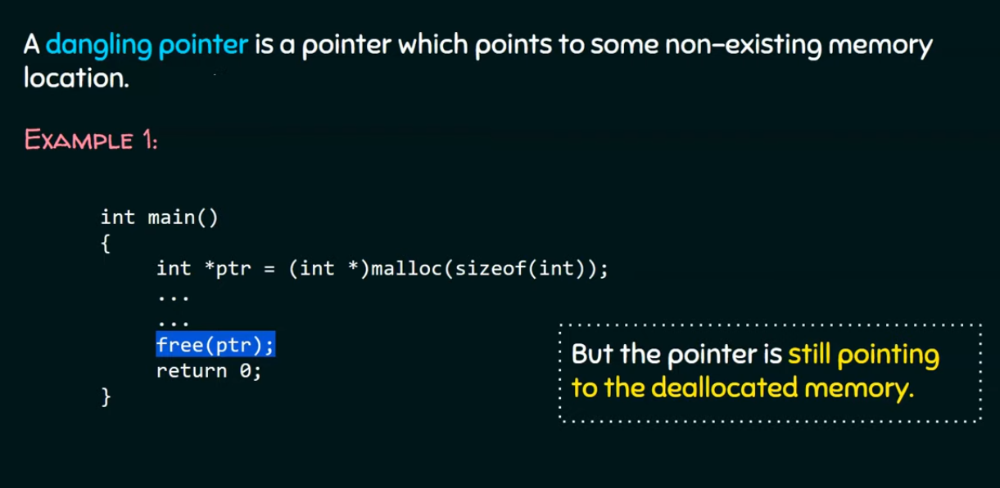 A dangling pointer is a pointer which points to some non-existing memory
location.
EXAMPLE 1:
int main()
{
int *ptr = (int *)malloc(sizeof(int));
...
...
free(ptr);
return 0;
}
But the pointer is still pointing
to the deallocated memory.